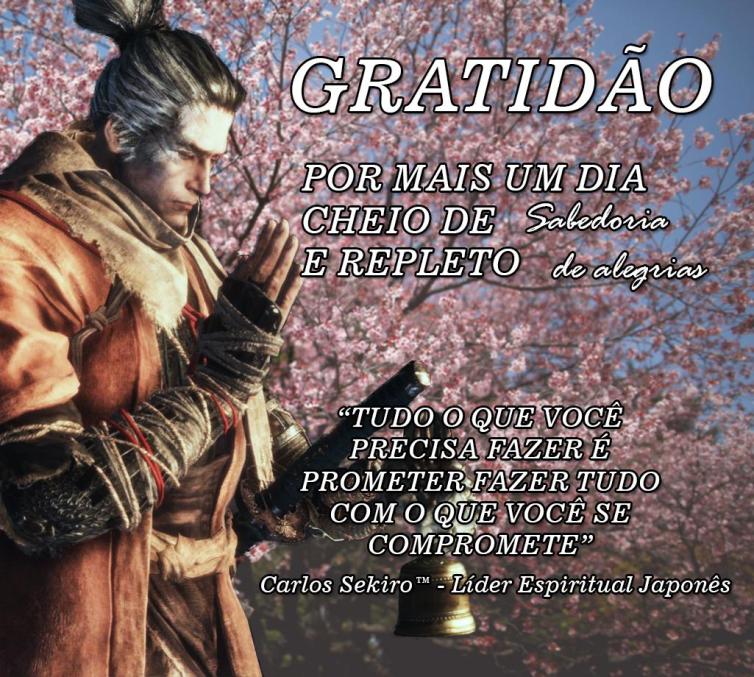 GRATIDÃO
POR MAIS UM DIA
CHEIO DE Sabedoria
E REPLETO de alegrias
“TUDO O QUE VOCÊ
PRECISA FAZER É
PROMETER FAZER TUDO
COM O QUE VOCÊ SE
COMPROMETE”
Carlos Sekiro™ - Líder Espiritual Japonês